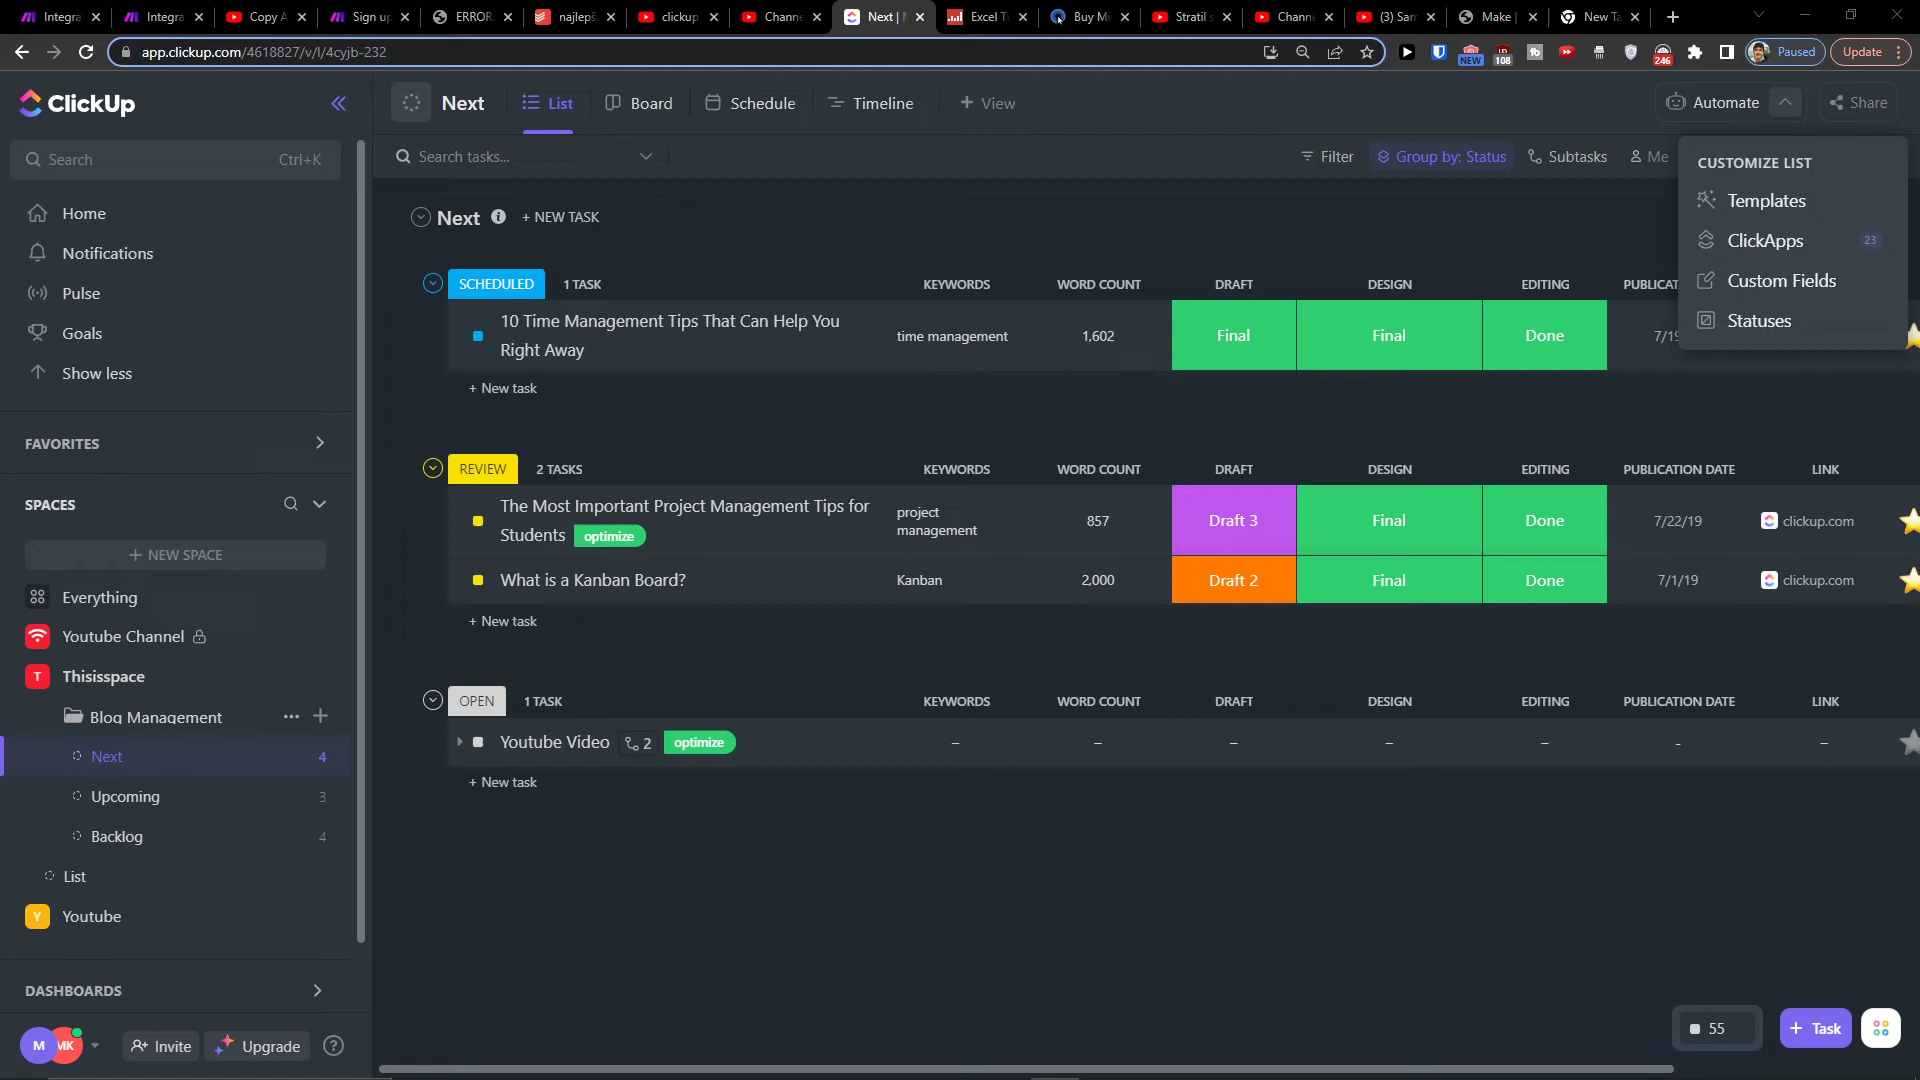 Integra
Integra
Copy A
Sign up
ERROR
najlepš
clickup
Channe
Next |
Excel T
Buy Mi
Stratil s
Chann
(3) Sam
Make |
New Ta
app.clickup.com/4618827/v/l/4cyjb-232
NEW
108
246
Paused
Update
ClickUp
Next
List
Board
Schedule
Timeline
+ View
Automate
Share
Search
Ctrl+K
Search tasks...
Filter
Group by: Status
Subtasks
Me
CUSTOMIZE LIST
Templates
ClickApps
23
Custom Fields
Statuses
Home
Notifications
Pulse
Goals
Show less
FAVORITES
SPACES
+ NEW SPACE
Everything
Youtube Channel
T
Thisisspace
Blog Management
Next
4
Upcoming
3
Backlog
4
List
Y
Youtube
DASHBOARDS
M
MK
Invite
Upgrade
?
Next
+ NEW TASK
SCHEDULED
1 TASK
KEYWORDS
WORD COUNT
DRAFT
DESIGN
EDITING
PUBLICAT
10 Time Management Tips That Can Help You
Right Away
time management
1,602
Final
Final
Done
7/19
+ New task
REVIEW
2 TASKS
KEYWORDS
WORD COUNT
DRAFT
DESIGN
EDITING
PUBLICATION DATE
LINK
The Most Important Project Management Tips for
Students
optimize
project
management
857
Draft 3
Final
Done
7/22/19
clickup.com
What is a Kanban Board?
Kanban
2,000
Draft 2
Final
Done
7/1/19
clickup.com
+ New task
OPEN
1 TASK
KEYWORDS
WORD COUNT
DRAFT
DESIGN
EDITING
PUBLICATION DATE
LINK
Youtube Video
2
optimize
–
–
–
–
–
-
–
+ New task
55
+ Task